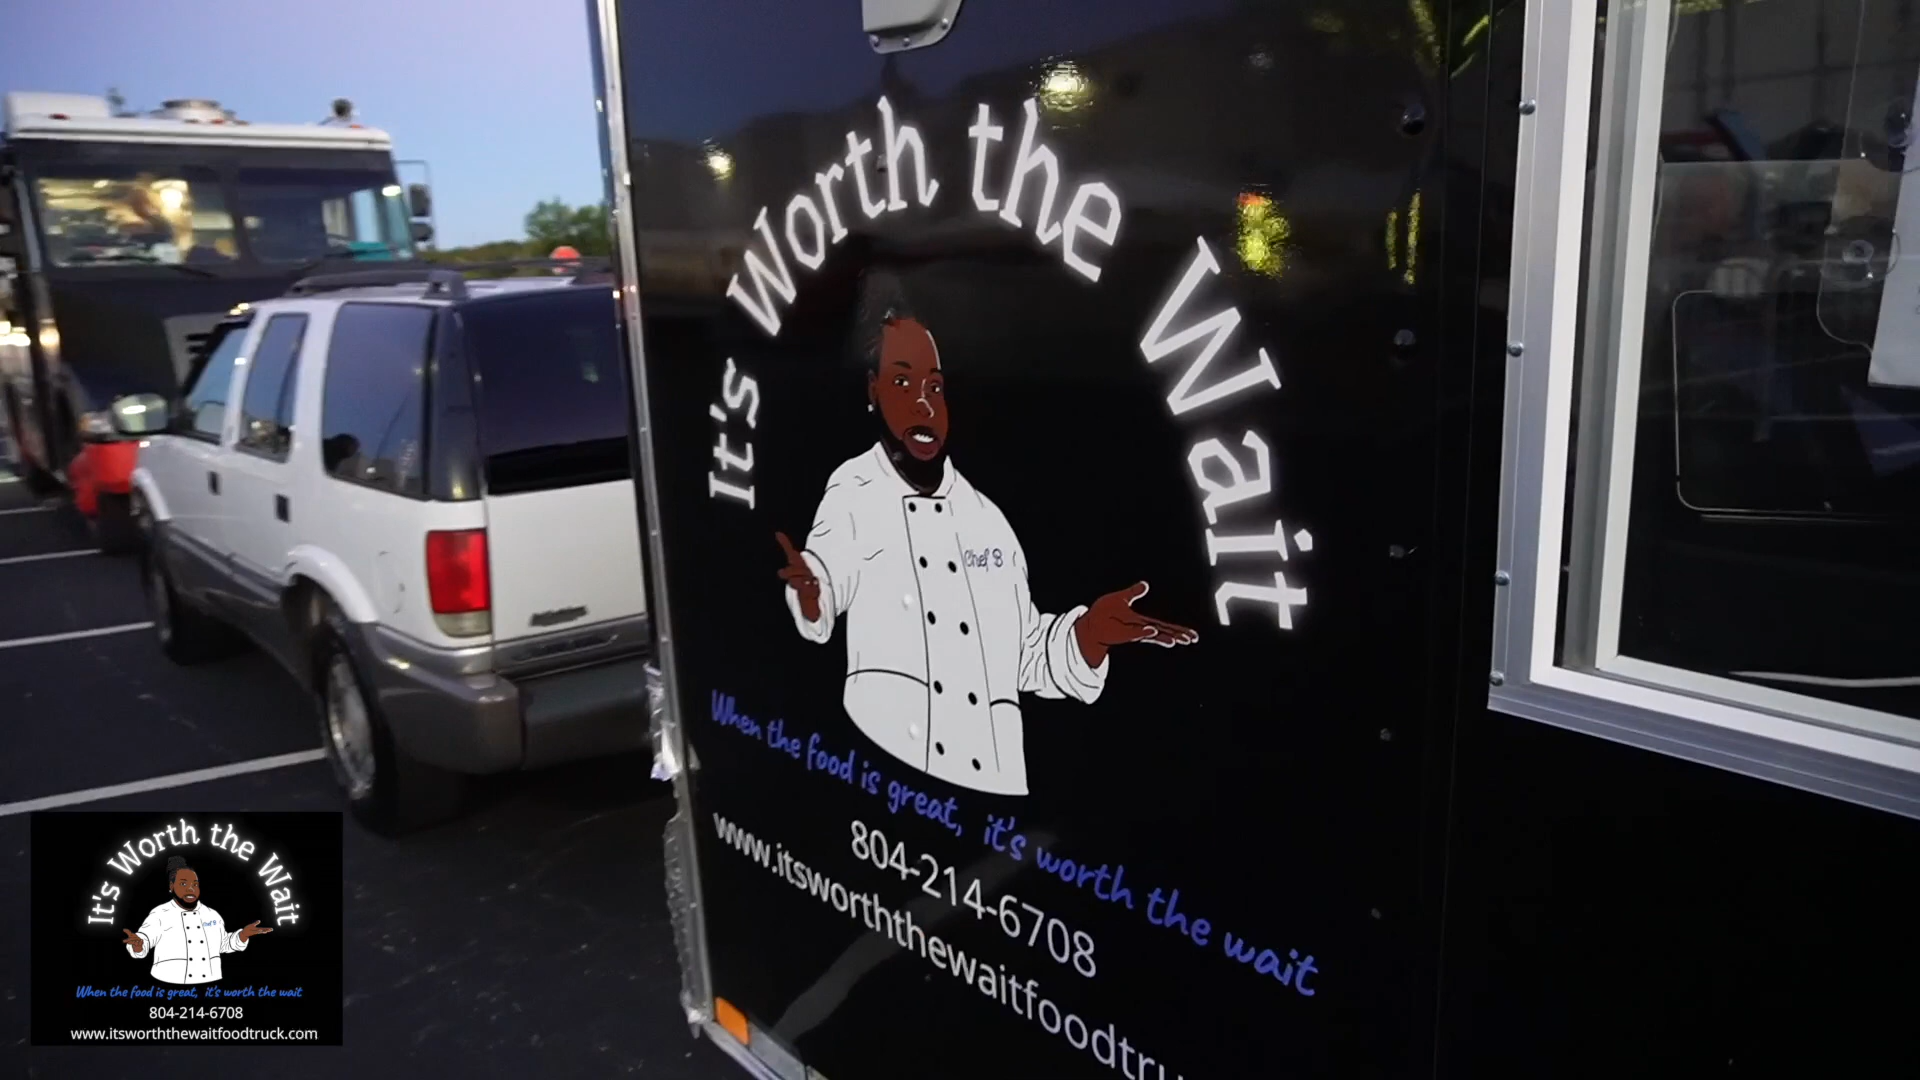 It's Worth the Wait
Chef B
When the food is great, it's worth the wait
804-214-6708
www.itsworththewaitfoodtru
It's Worth the Wait
Chef B
When the food is great, it's worth the wait
804-214-6708
www.itsworththewaitfoodtruck.com